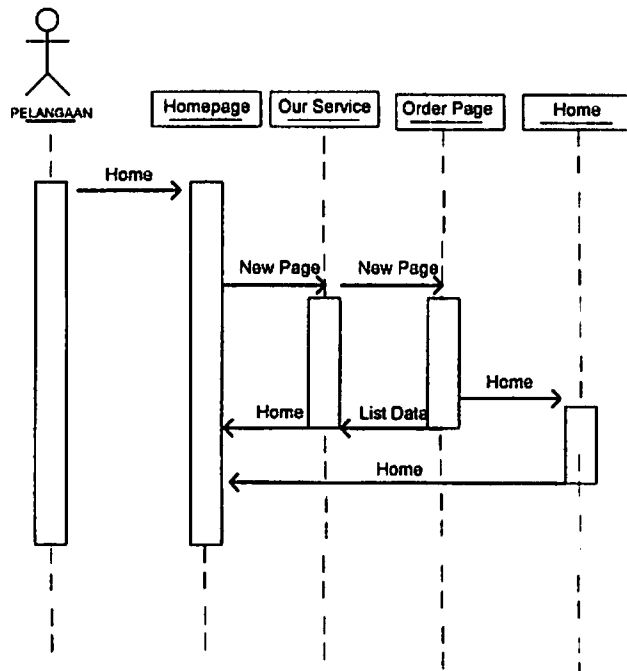 PELANGAAN
Homepage
Our Service
Order Page
Home
Home
New Page
New Page
Home
Home
List Data
Home